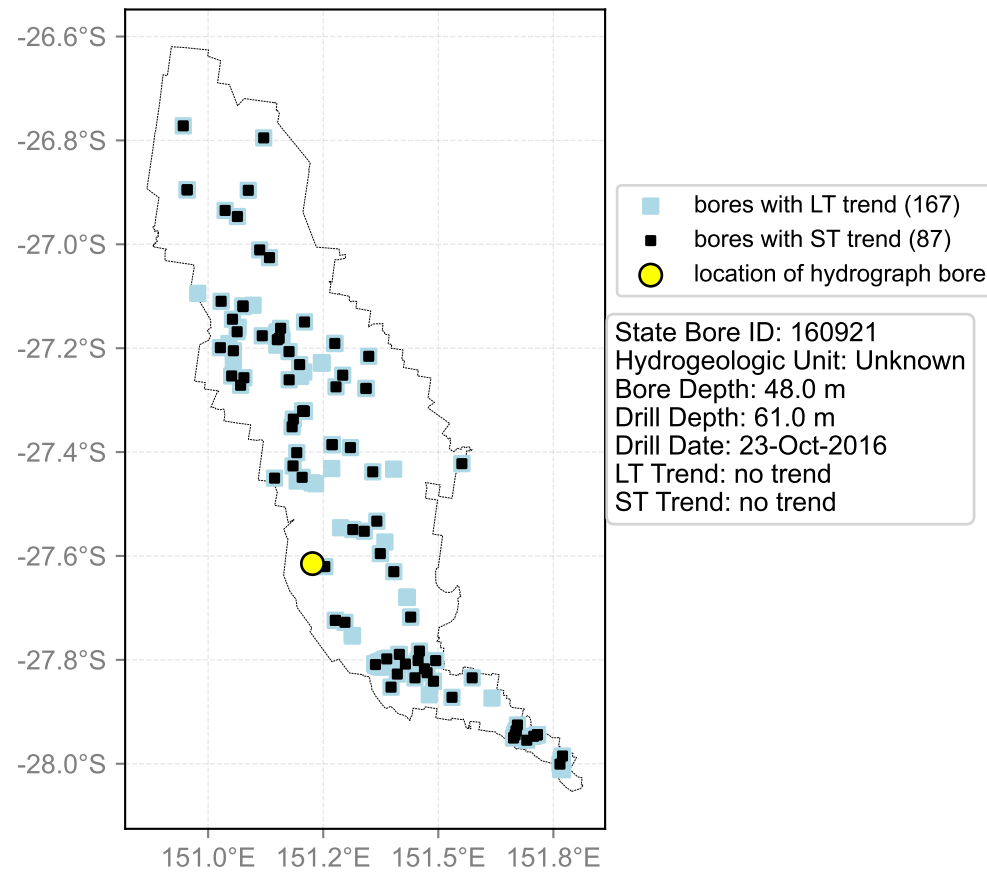 -26.6°S
-26.8°S
-27.0°S
-27.2°S
-27.4°S
-27.6°S
-27.8°S
-28.0°S
151.0°E
151.2°E
151.5°E
151.8°E
bores with LT trend (167)
bores with ST trend (87)
location of hydrograph bore
State Bore ID: 160921
Hydrogeologic Unit: Unknown
Bore Depth: 48.0 m
Drill Depth: 61.0 m
Drill Date: 23-Oct-2016
LT Trend: no trend
ST Trend: no trend